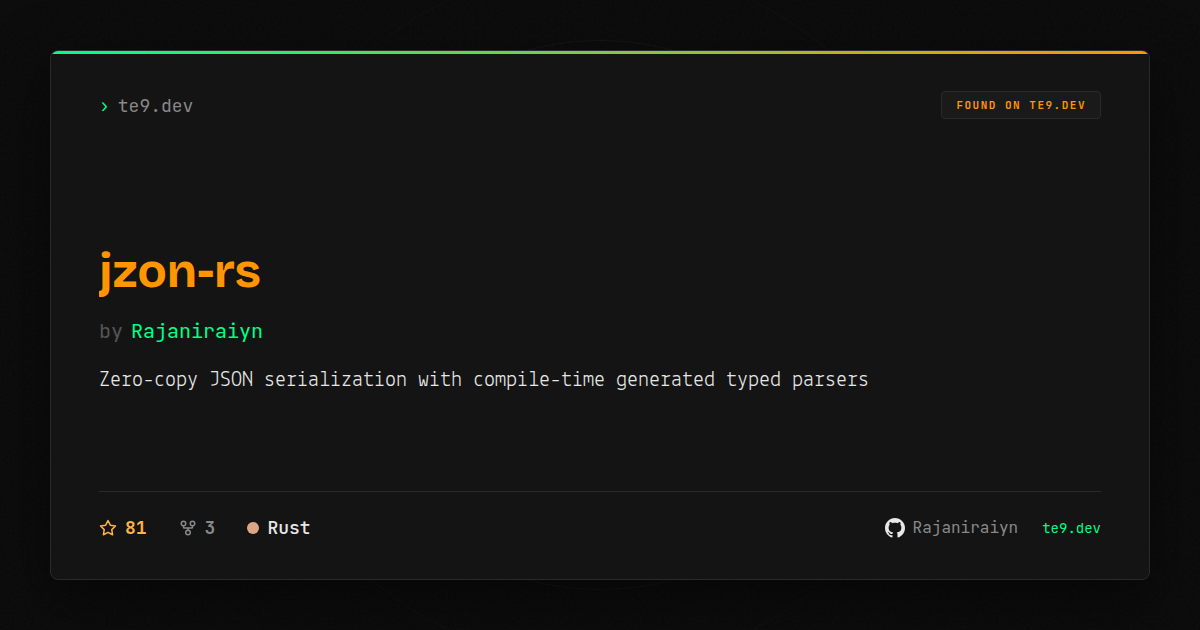 › te9.dev
FOUND ON TE9.DEV
jzon-rs
by Rajaniraiyn
Zero-copy JSON serialization with compile-time generated typed parsers
81 3 Rust
Rajaniraiyn te9.dev